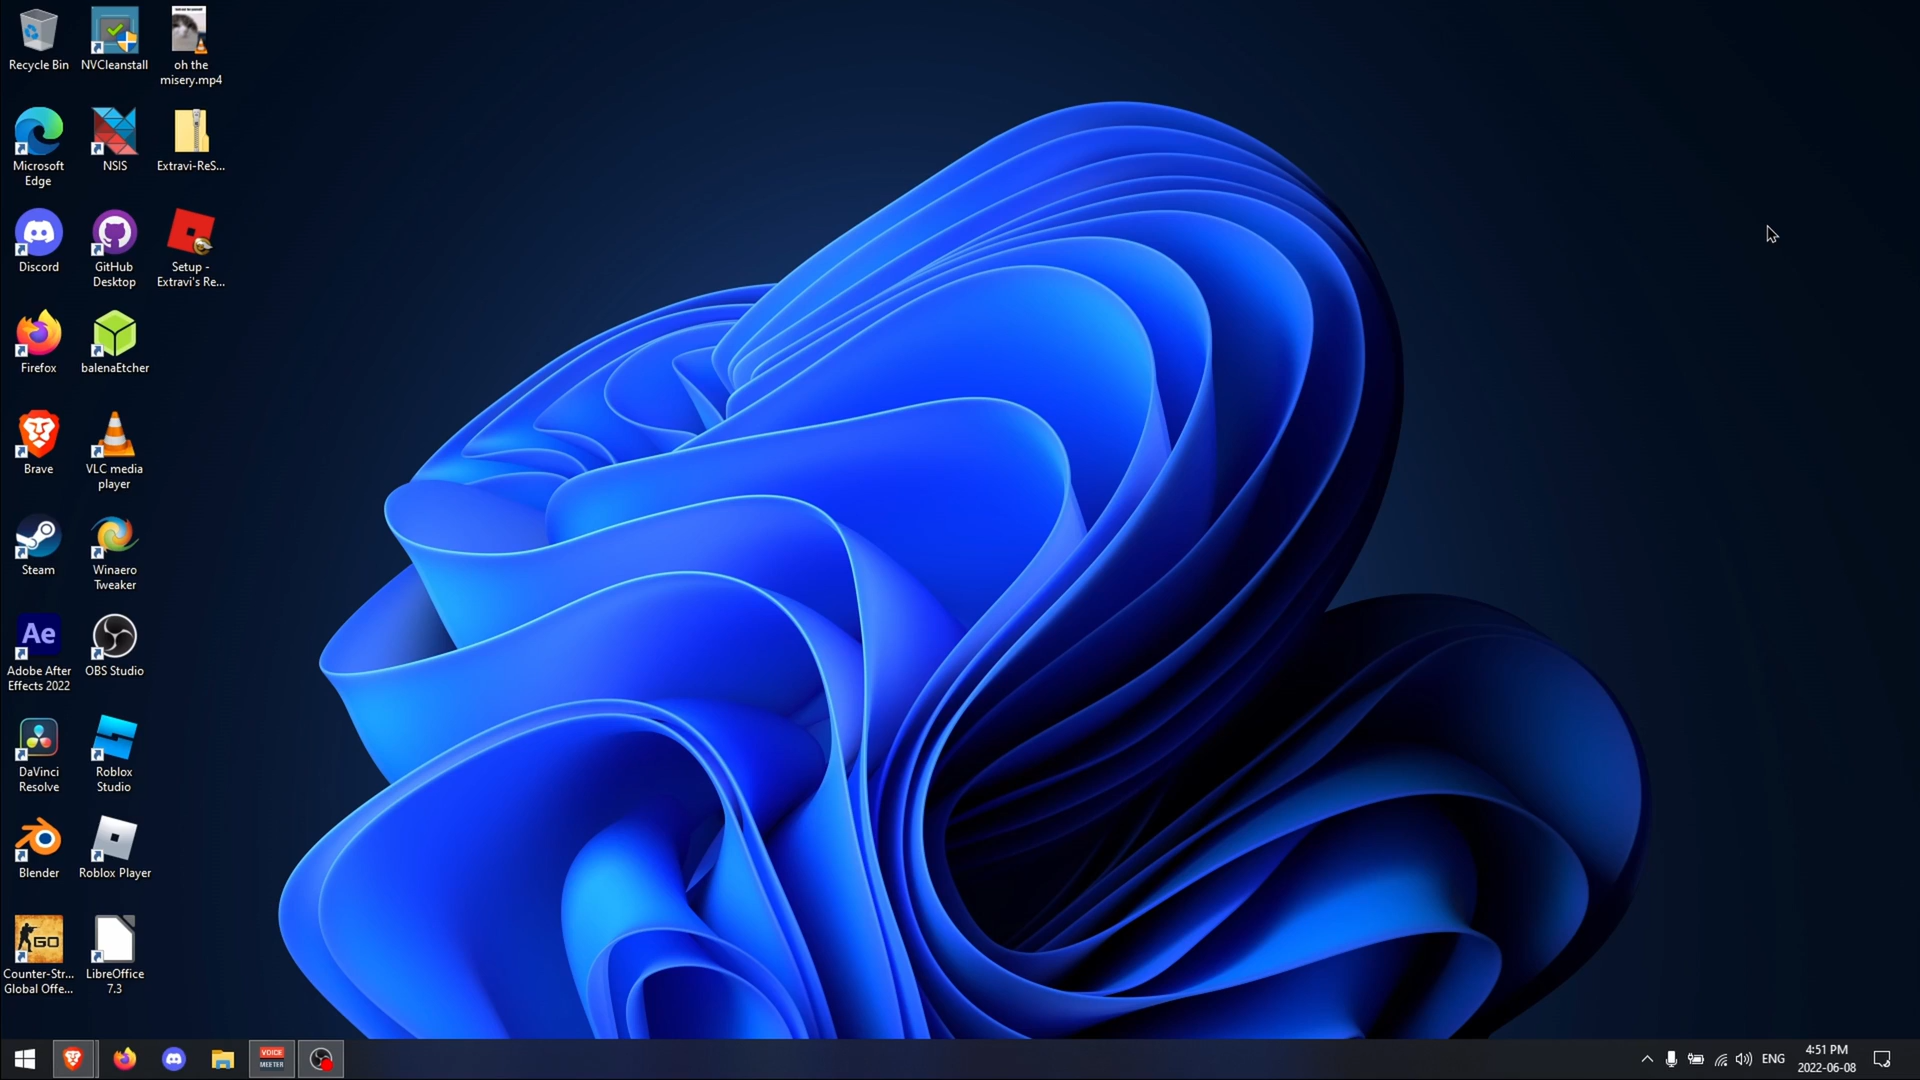 Recycle Bin
NVCleanstall
oh the
misery.mp4
Microsoft
Edge
NSIS
Extravi-ReS...
Discord
GitHub
Desktop
Setup -
Extravi's Re...
Firefox
balenaEtcher
Brave
VLC media
player
Steam
Winaero
Tweaker
Ae
Adobe After
Effects 2022
OBS Studio
DaVinci
Resolve
Roblox
Studio
Blender
Roblox Player
GO
Counter-Str...
Global Offe...
LibreOffice
7.3
VOICE
MEETER
ENG
4:51 PM
2022-06-08